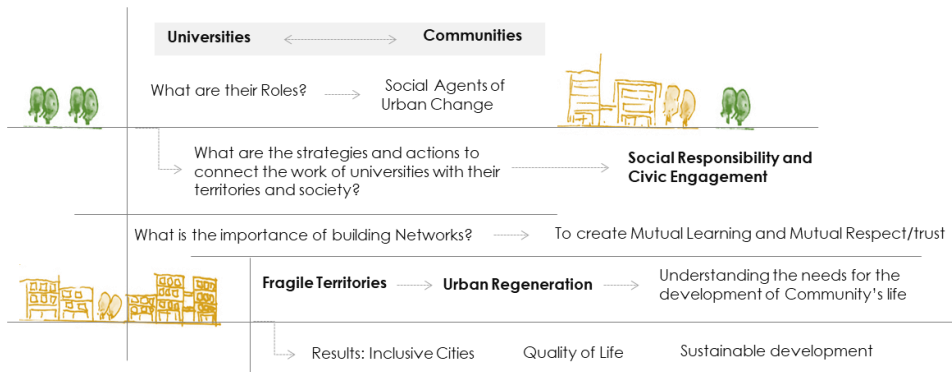 Universities Communities
What are their Roles? Social Agents of
Urban Change
What are the strategies and actions to
connect the work of universities with their
territories and society?
Social Responsibility and
Civic Engagement
What is the importance of building Networks? To create Mutual Learning and Mutual Respect/trust
Fragile Territories Urban Regeneration Understanding the needs for the
development of Community's life
Results: Inclusive Cities Quality of Life Sustainable development